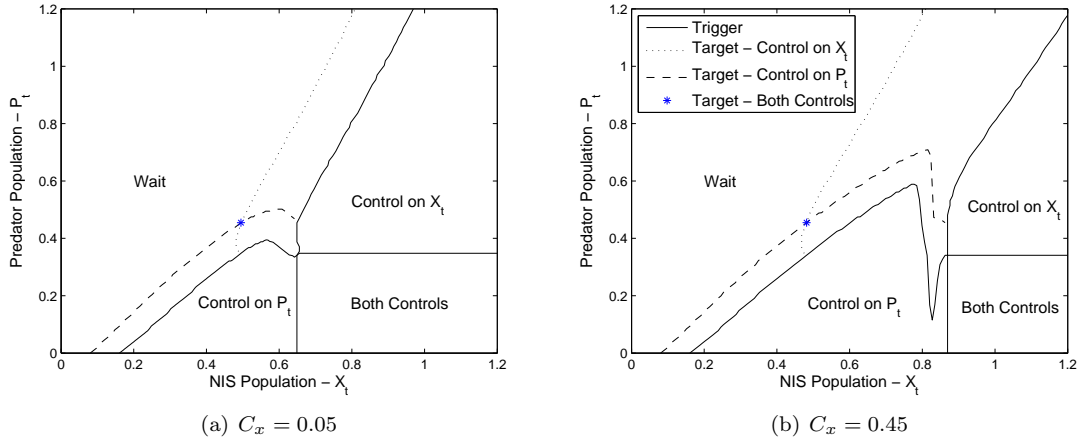 1.2
1
0.8
0.6
0.4
0.2
0
Predator Population − P_t
Wait
Control on X_t
Control on P_t
Both Controls
0 0.2 0.4 0.6 0.8 1 1.2
NIS Population − X_t
(a) C_x = 0.05
1.2
1
0.8
0.6
0.4
0.2
0
Predator Population − P_t
Trigger
Target − Control on X_t
Target − Control on P_t
Target − Both Controls
Wait
Control on X_t
Control on P_t
Both Controls
0 0.2 0.4 0.6 0.8 1 1.2
NIS Population − X_t
(b) C_x = 0.45